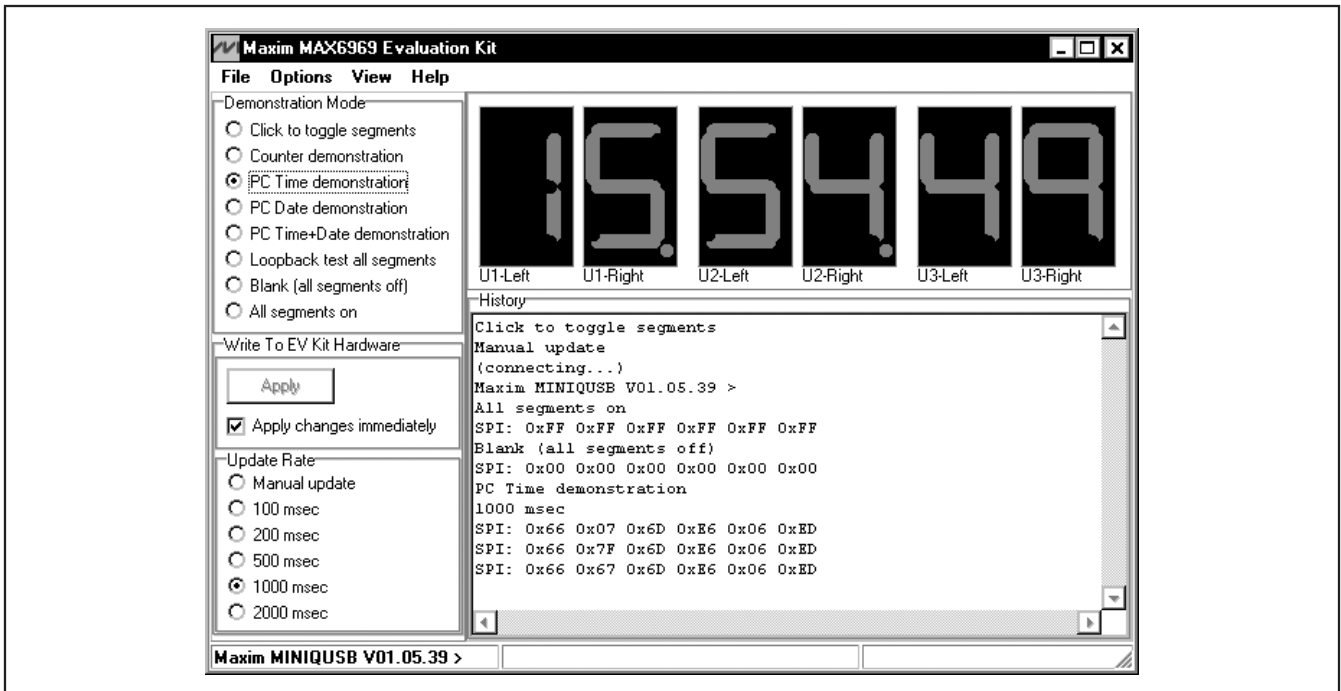 Maxim MAX6969 Evaluation Kit
File Options View Help
Demonstration Mode
Click to toggle segments
Counter demonstration
PC Time demonstration
PC Date demonstration
PC Time+Date demonstration
Loopback test all segments
Blank (all segments off)
All segments on
Write To EV Kit Hardware
Apply
Apply changes immediately
Update Rate
Manual update
100 msec
200 msec
500 msec
1000 msec
2000 msec
15.54.49
U1-Left U1-Right U2-Left U2-Right U3-Left U3-Right
History
Click to toggle segments
Manual update
(connecting...)
Maxim MINIQUSB V01.05.39 >
All segments on
SPI: 0xFF 0xFF 0xFF 0xFF 0xFF 0xFF
Blank (all segments off)
SPI: 0x00 0x00 0x00 0x00 0x00 0x00
PC Time demonstration
1000 msec
SPI: 0x66 0x07 0x6D 0xE6 0x06 0xED
SPI: 0x66 0x7F 0x6D 0xE6 0x06 0xED
SPI: 0x66 0x67 0x6D 0xE6 0x06 0xED
Maxim MINIQUSB V01.05.39 >